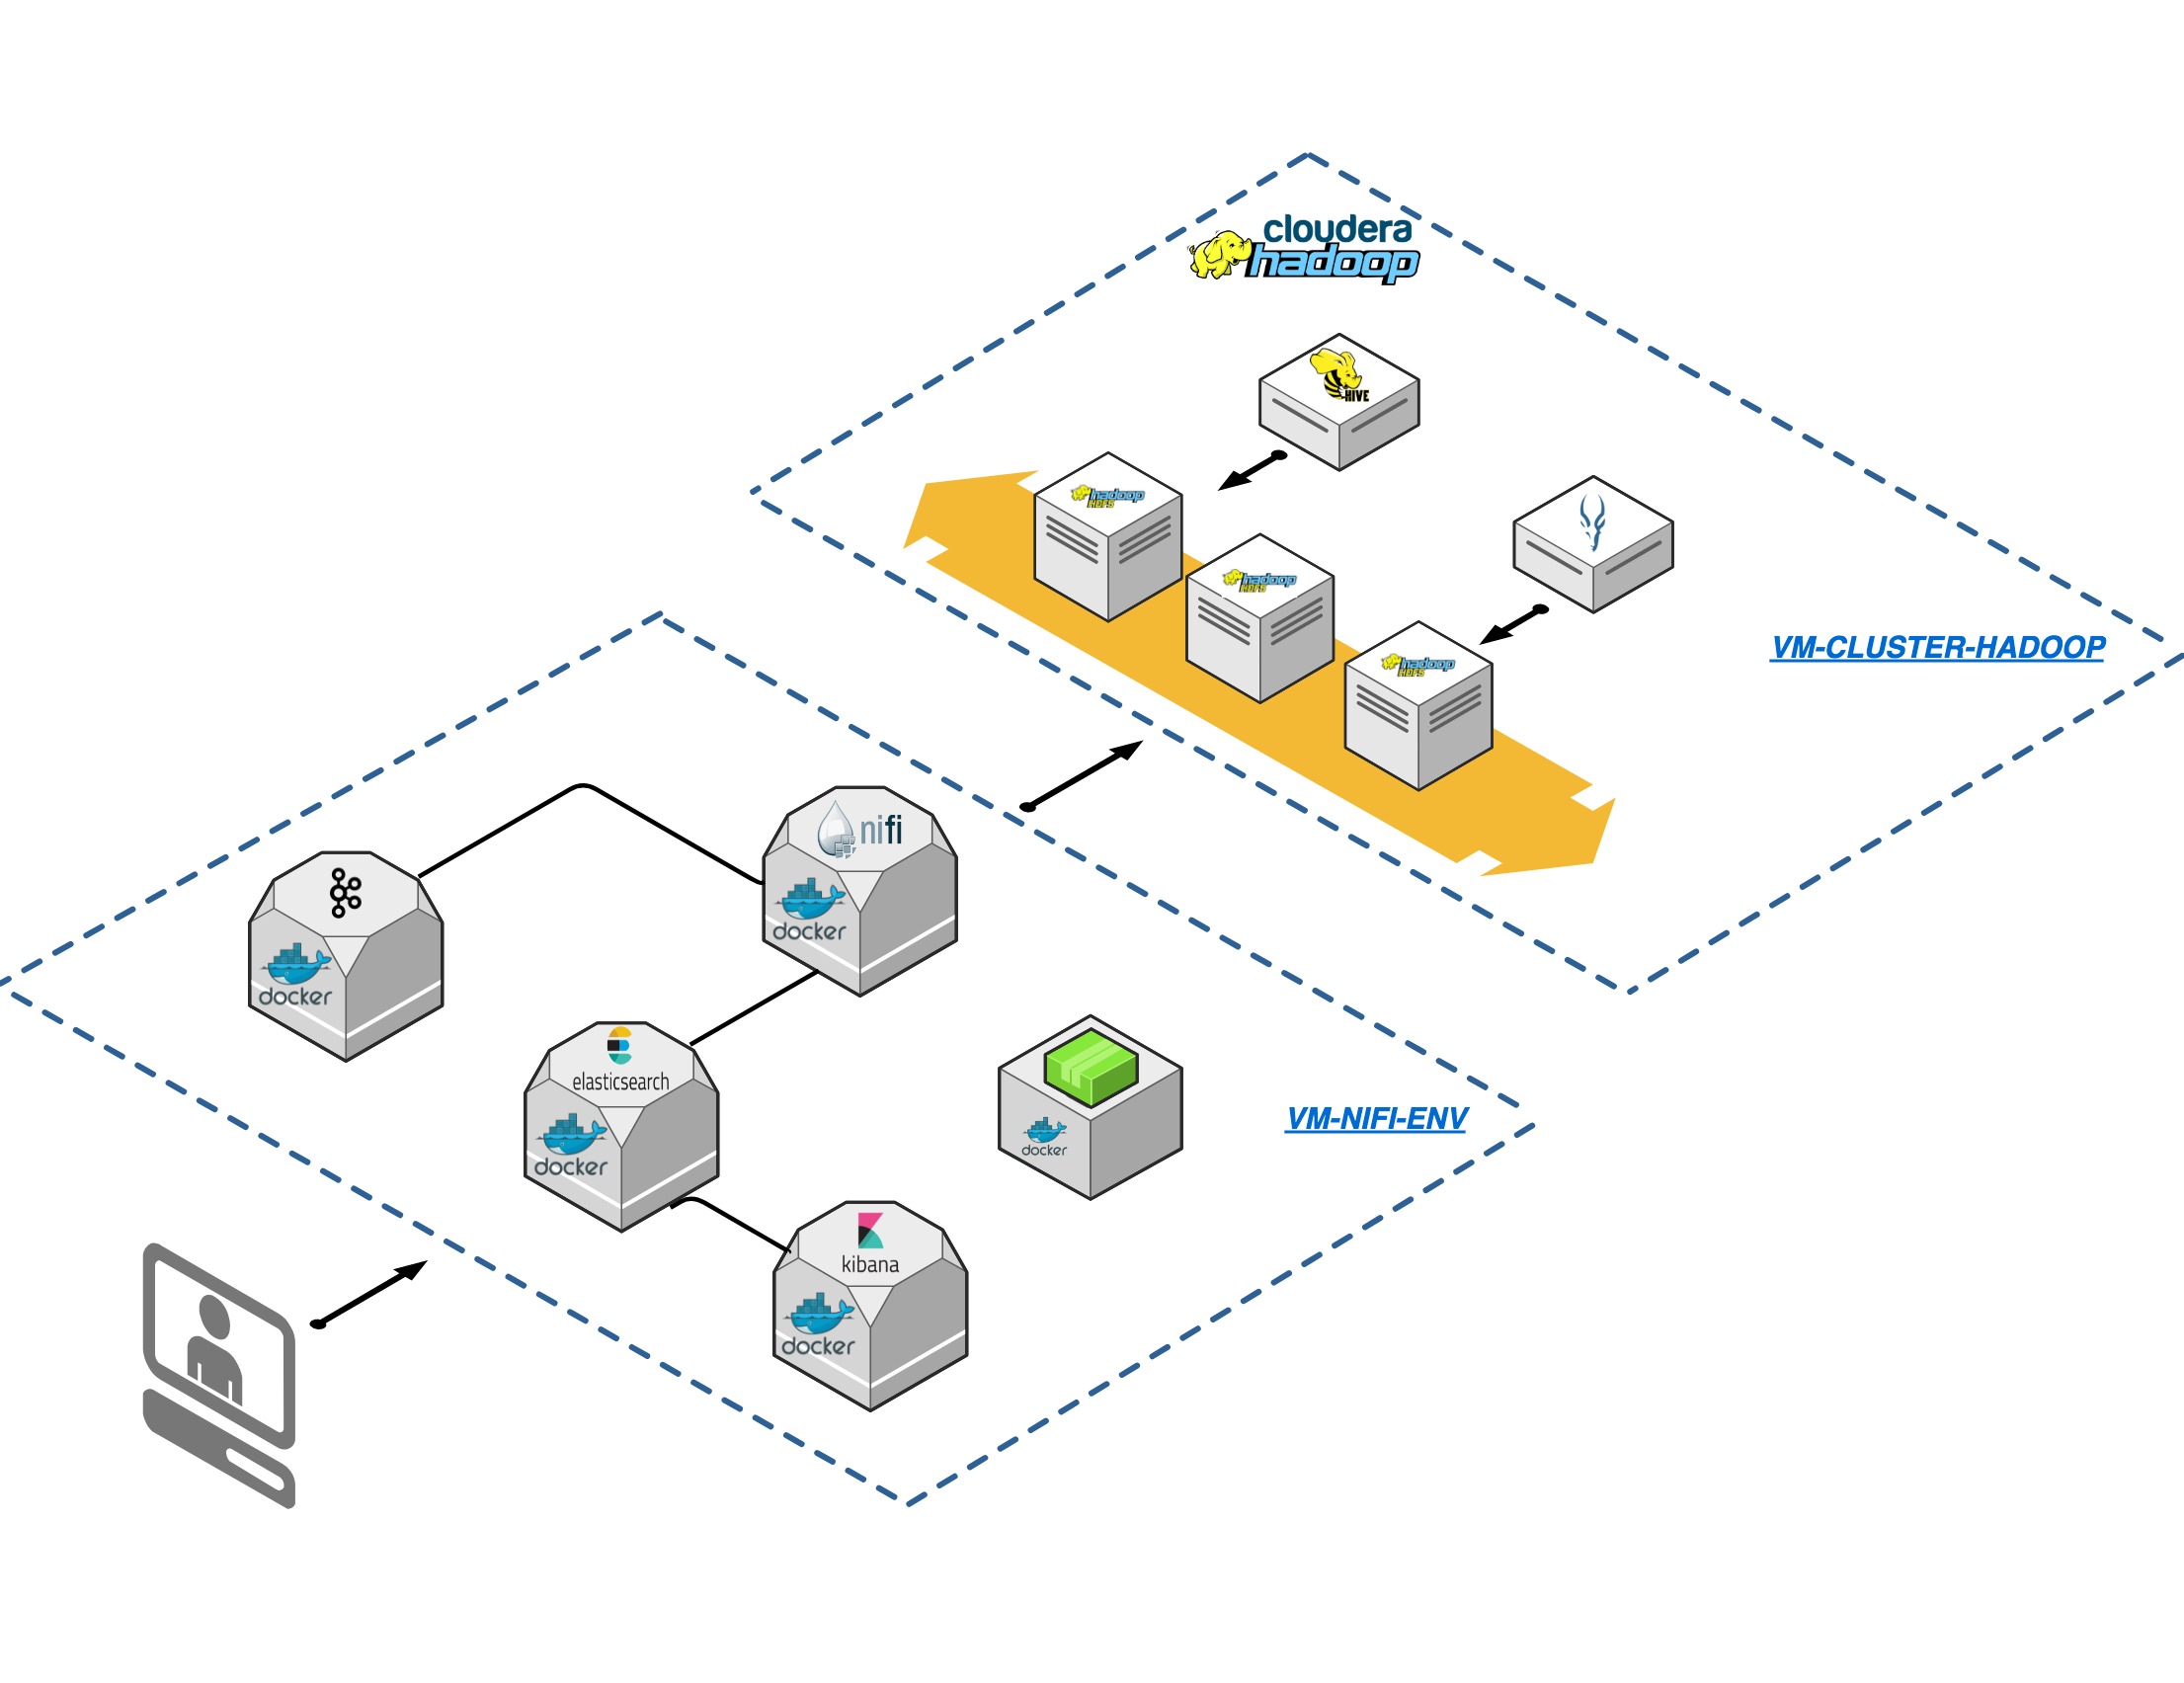 cloudera
hadoop
HIVE
hadoop
HDFS
hadoop
HDFS
hadoop
HDFS
VM-CLUSTER-HADOOP
nifi
docker
docker
elasticsearch
docker
docker
VM-NIFI-ENV
kibana
docker